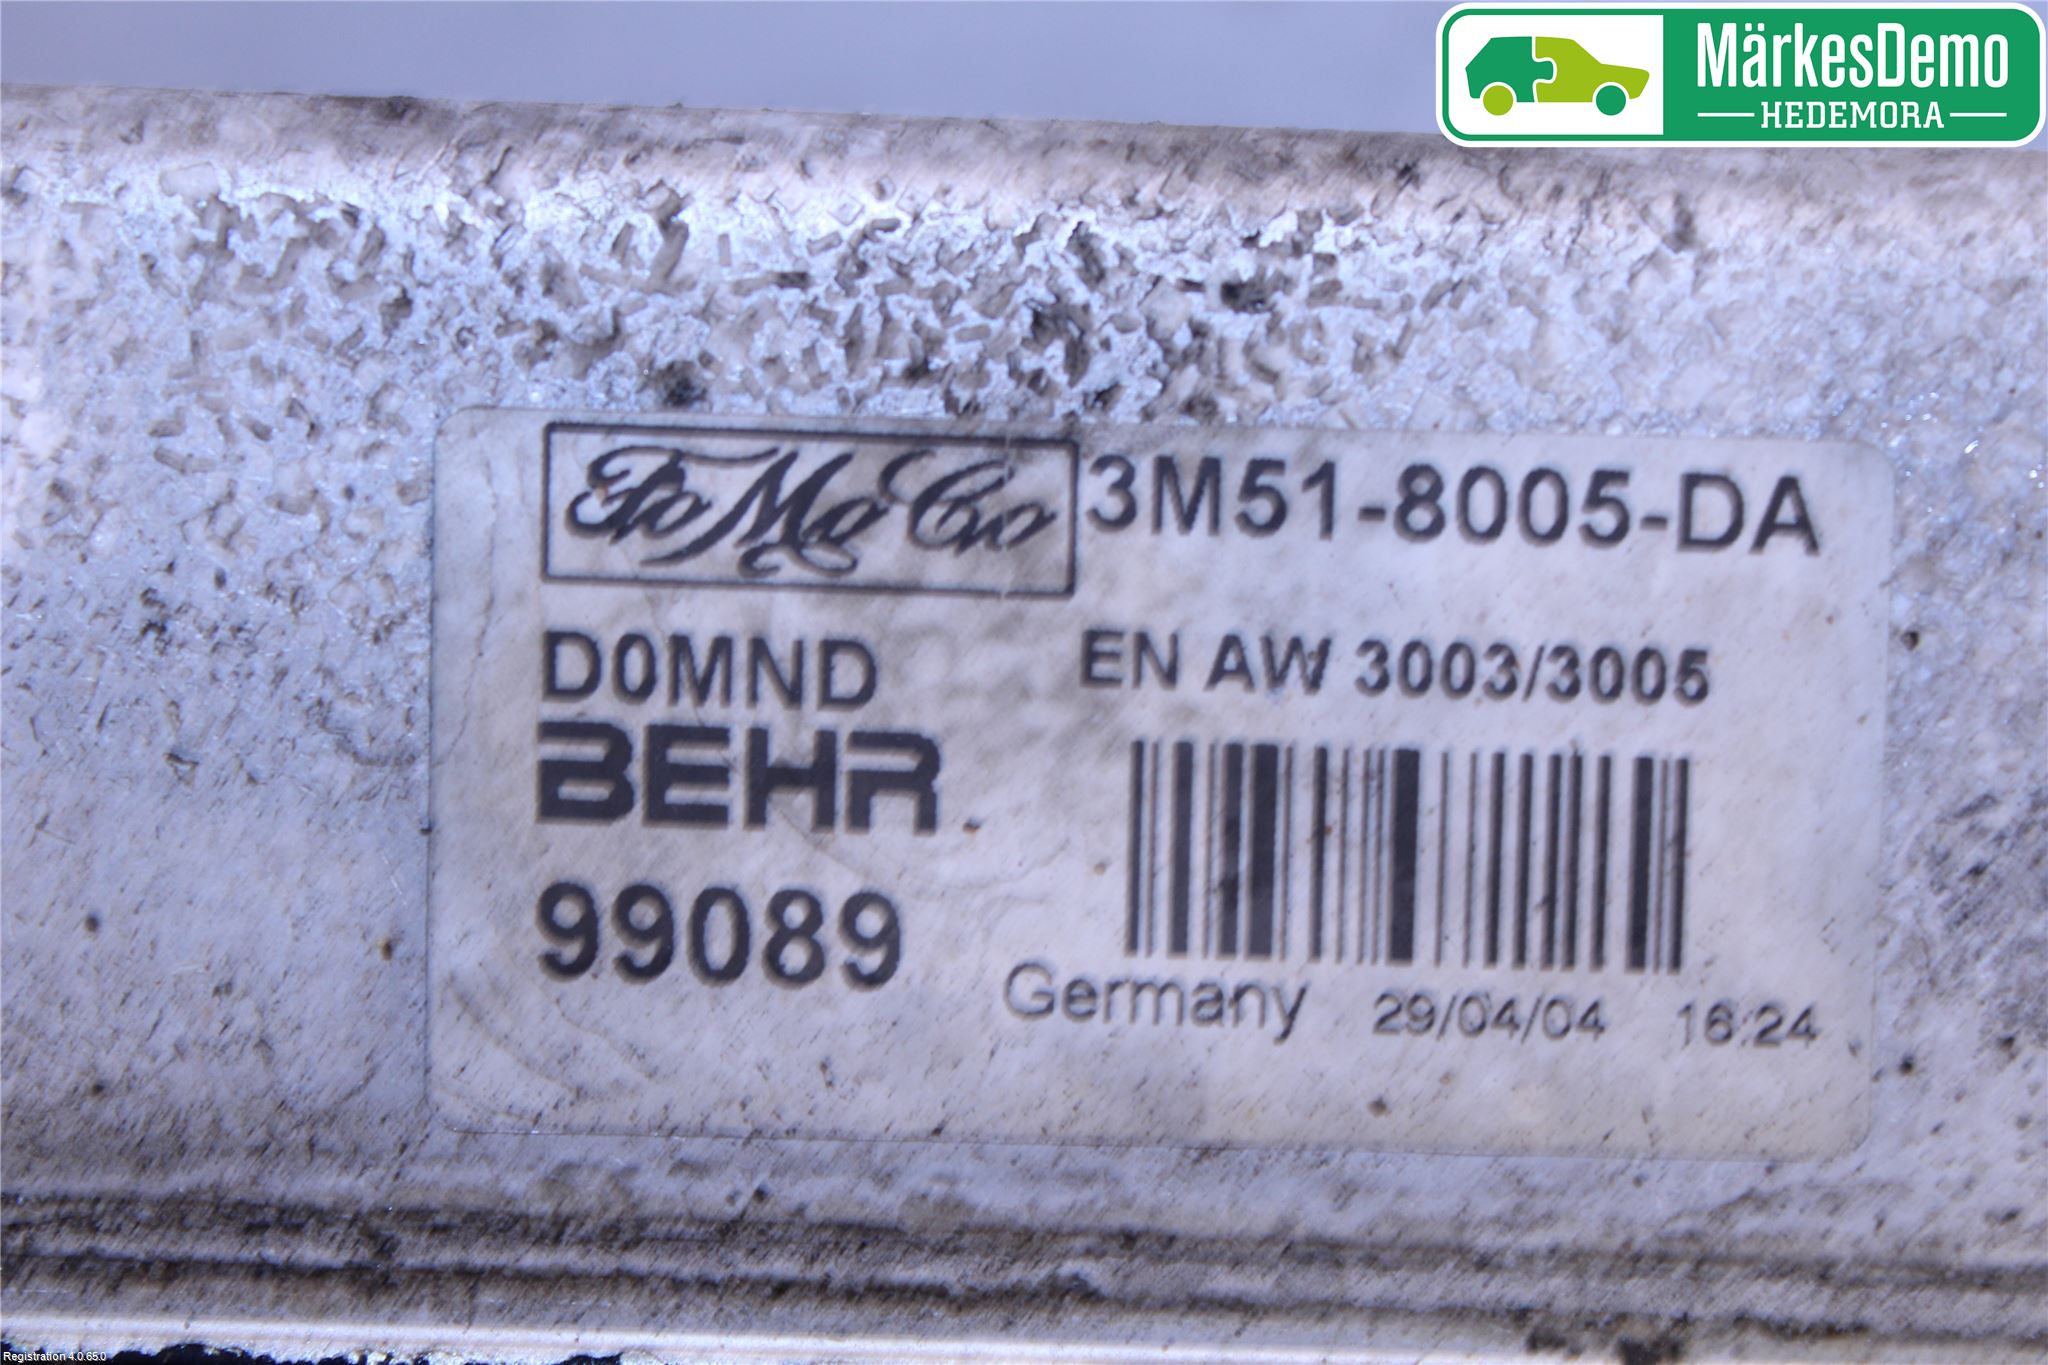 MärkesDemo
HEDEMORA
FoMoCo 3M51-8005-DA
D0MND EN AW 3003/3005
BEHR
99089
Germany 29/04/04 16:24
Registration 4.0.65.0